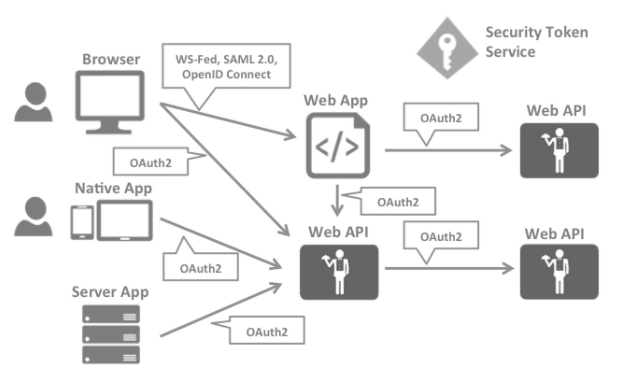 Security Token
Service
Browser
WS-Fed, SAML 2.0,
OpenID Connect
Web App
OAuth2
Web API
OAuth2
Native App
OAuth2
Web API
OAuth2
Web API
OAuth2
Server App
OAuth2